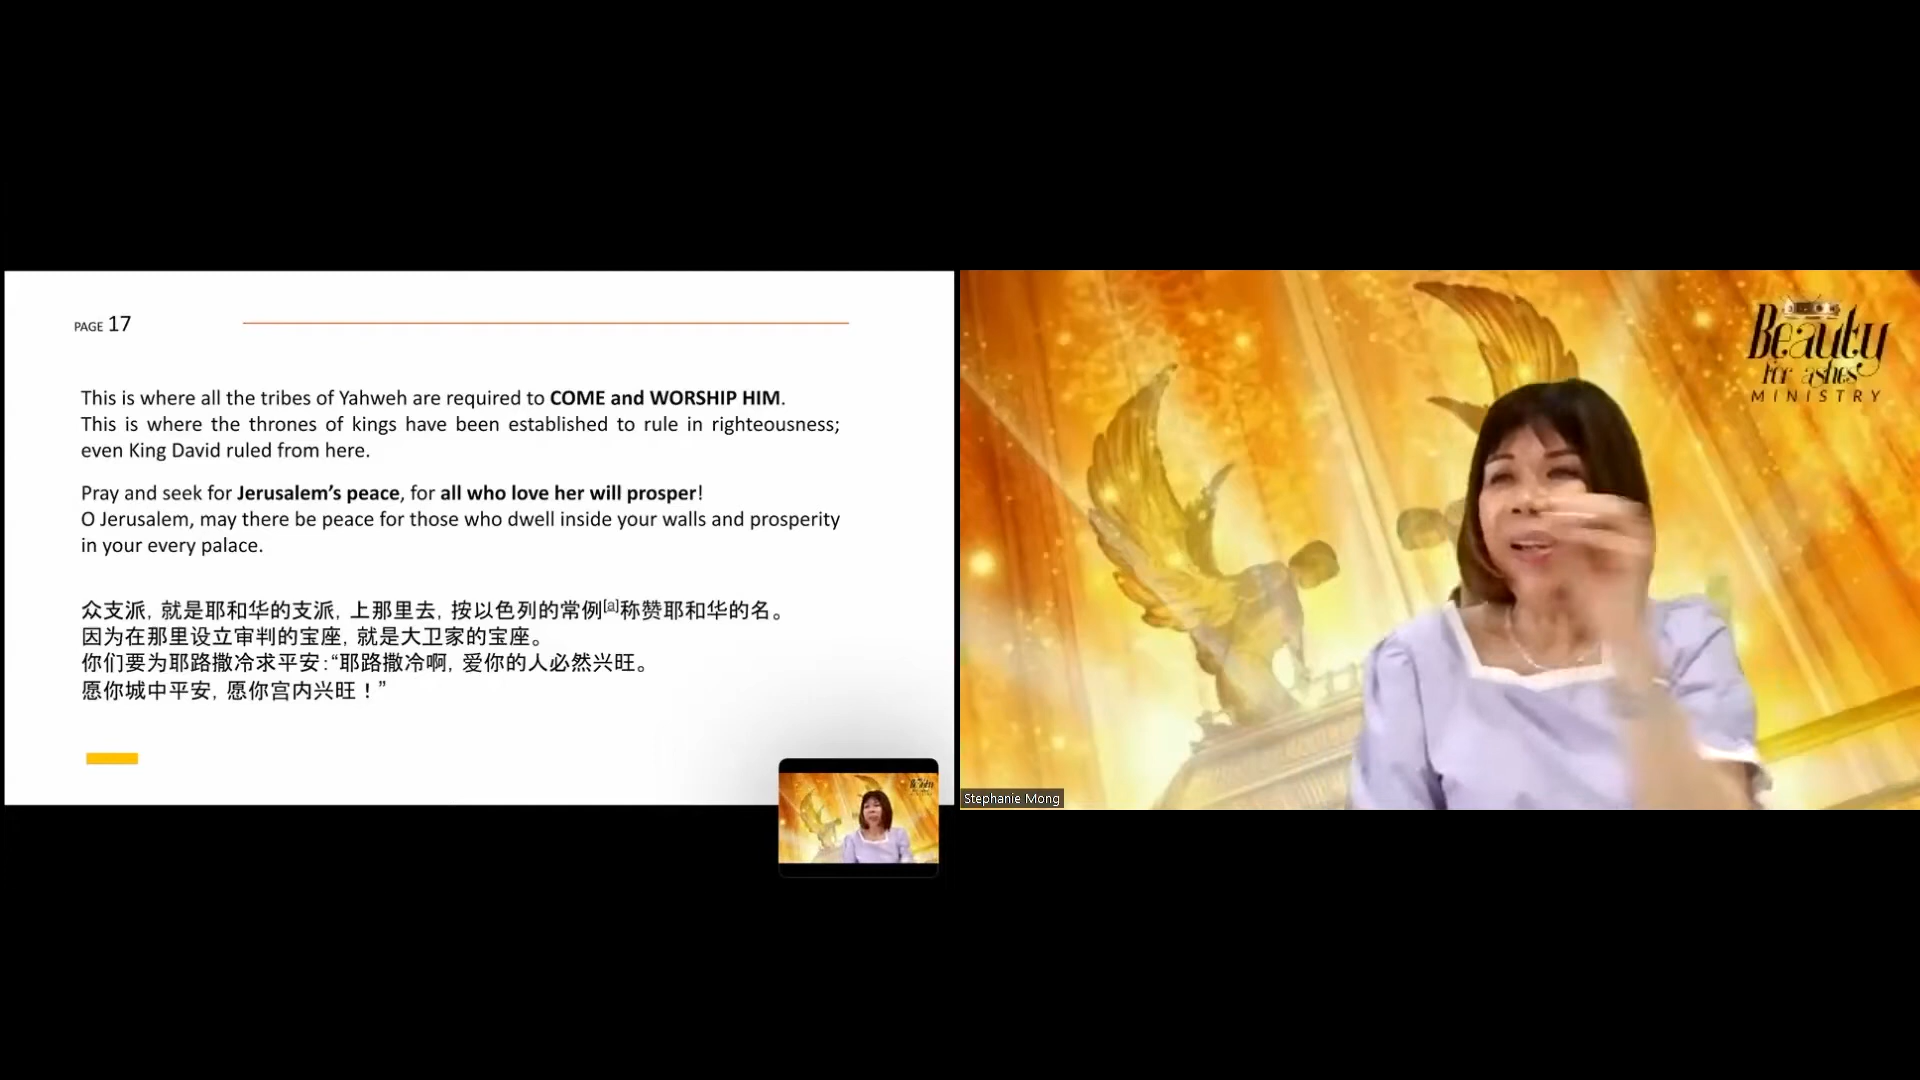 PAGE 17
This is where all the tribes of Yahweh are required to COME and WORSHIP HIM.
This is where the thrones of kings have been established to rule in righteousness;
even King David ruled from here.
Pray and seek for Jerusalem’s peace, for all who love her will prosper!
O Jerusalem, may there be peace for those who dwell inside your walls and prosperity
in your every palace.
众支派, 就是耶和华的支派, 上那里去, 按以色列的常例[a]称赞耶和华的名。
因为在那里设立审判的宝座, 就是大卫家的宝座。
你们要为耶路撒冷求平安:“耶路撒冷啊, 爱你的人必然兴旺。
愿你城中平安, 愿你宫内兴旺！”
Beauty
For ashes
MINISTRY
Stephanie Mong